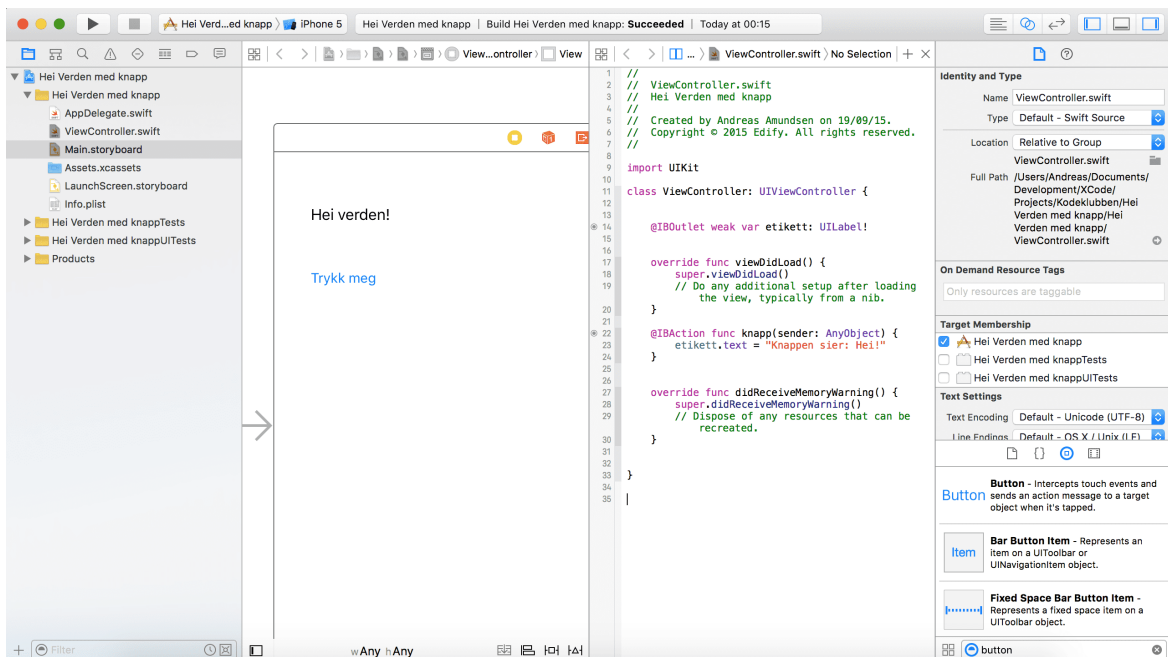 Hei Verd...ed knapp
iPhone 5
Hei Verden med knapp | Build Hei Verden med knapp: Succeeded | Today at 00:15
View...ontroller
View
... ViewController.swift
No Selection
Hei Verden med knapp
Hei Verden med knapp
AppDelegate.swift
ViewController.swift
Main.storyboard
Assets.xcassets
LaunchScreen.storyboard
Info.plist
Hei Verden med knappTests
Hei Verden med knappUITests
Products
Filter
Hei verden!
Trykk meg
wAny hAny
1 //
2 // ViewController.swift
3 // Hei Verden med knapp
4 //
5 // Created by Andreas Amundsen on 19/09/15.
6 // Copyright © 2015 Edify. All rights reserved.
7 //
8
9 import UIKit
10
11 class ViewController: UIViewController {
12
13
14 @IBOutlet weak var etikett: UILabel!
15
16
17 override func viewDidLoad() {
18 super.viewDidLoad()
19 // Do any additional setup after loading
the view, typically from a nib.
20 }
21
22 @IBAction func knapp(sender: AnyObject) {
23 etikett.text = "Knappen sier: Hei!"
24 }
25
26
27 override func didReceiveMemoryWarning() {
28 super.didReceiveMemoryWarning()
29 // Dispose of any resources that can be
recreated.
30 }
31
32
33 }
34
35
Identity and Type
Name ViewController.swift
Type Default - Swift Source
Location Relative to Group
ViewController.swift
Full Path /Users/Andreas/Documents/
Development/XCode/
Projects/Kodeklubben/Hei
Verden med knapp/Hei
Verden med knapp/
ViewController.swift
On Demand Resource Tags
Only resources are taggable
Target Membership
Hei Verden med knapp
Hei Verden med knappTests
Hei Verden med knappUITests
Text Settings
Text Encoding Default - Unicode (UTF-8)
Line Endings Default - OS X / Unix (LF)
Button
Button - Intercepts touch events and
sends an action message to a target
object when it's tapped.
Item
Bar Button Item - Represents an
item on a UIToolbar or
UINavigationItem object.
Fixed Space Bar Button Item -
Represents a fixed space item on a
UIToolbar object.
button